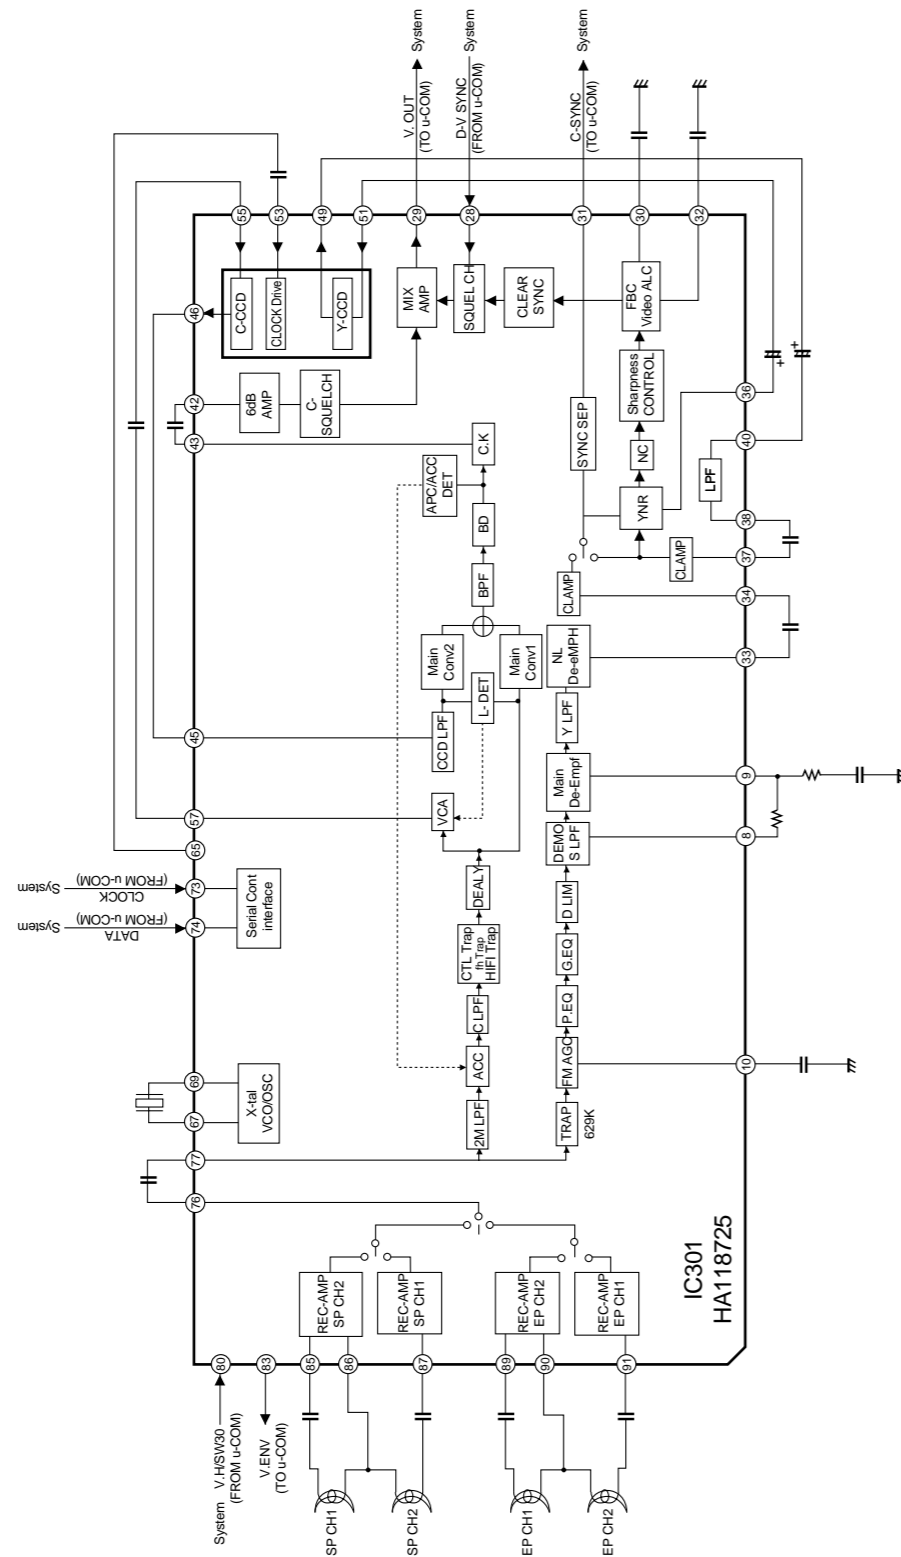 System
V. OUT
(TO u-COM)
System
D-V SYNC
(FROM u-COM)
System
C-SYNC
(TO u-COM)
55
53
49
51
29
28
31
30
32
46
C-CCD
CLOCK Drive
Y-CCD
MIX
AMP
SQUEL CH
CLEAR
SYNC
FBC
Video ALC
42
6dB
AMP
C-
SQUELCH
Sharpness
CONTROL
+
+
36
43
C.K
SYNC SEP
NC
40
APC/ACC
DET
LPF
BD
YNR
38
BPF
CLAMP
CLAMP
37
34
Main
Conv2
Main
Conv1
NL
De-eMPH
33
L- DET
45
CCD LPF
Y LPF
57
VCA
Main
De-Empf
9
65
DEMO
S LPF
8
System
CLOCK
(FROM u-COM)
73
Serial Cont
interface
DEALY
D LIM
System
DATA
(FROM u-COM)
74
CTL Trap
fh Trap
HIFI Trap
G.EQ
C LPF
P.EQ
69
X-tal
VCO/OSC
ACC
FM AGC
10
67
2M LPF
TRAP
629K
77
76
REC-AMP
SP CH2
REC-AMP
SP CH1
REC-AMP
EP CH2
REC-AMP
EP CH1
IC301
HA118725
80
83
85
86
87
89
90
91
System
V.H/SW30
(FROM u-COM)
V.ENV
(TO u-COM)
SP CH1
SP CH2
EP CH1
EP CH2